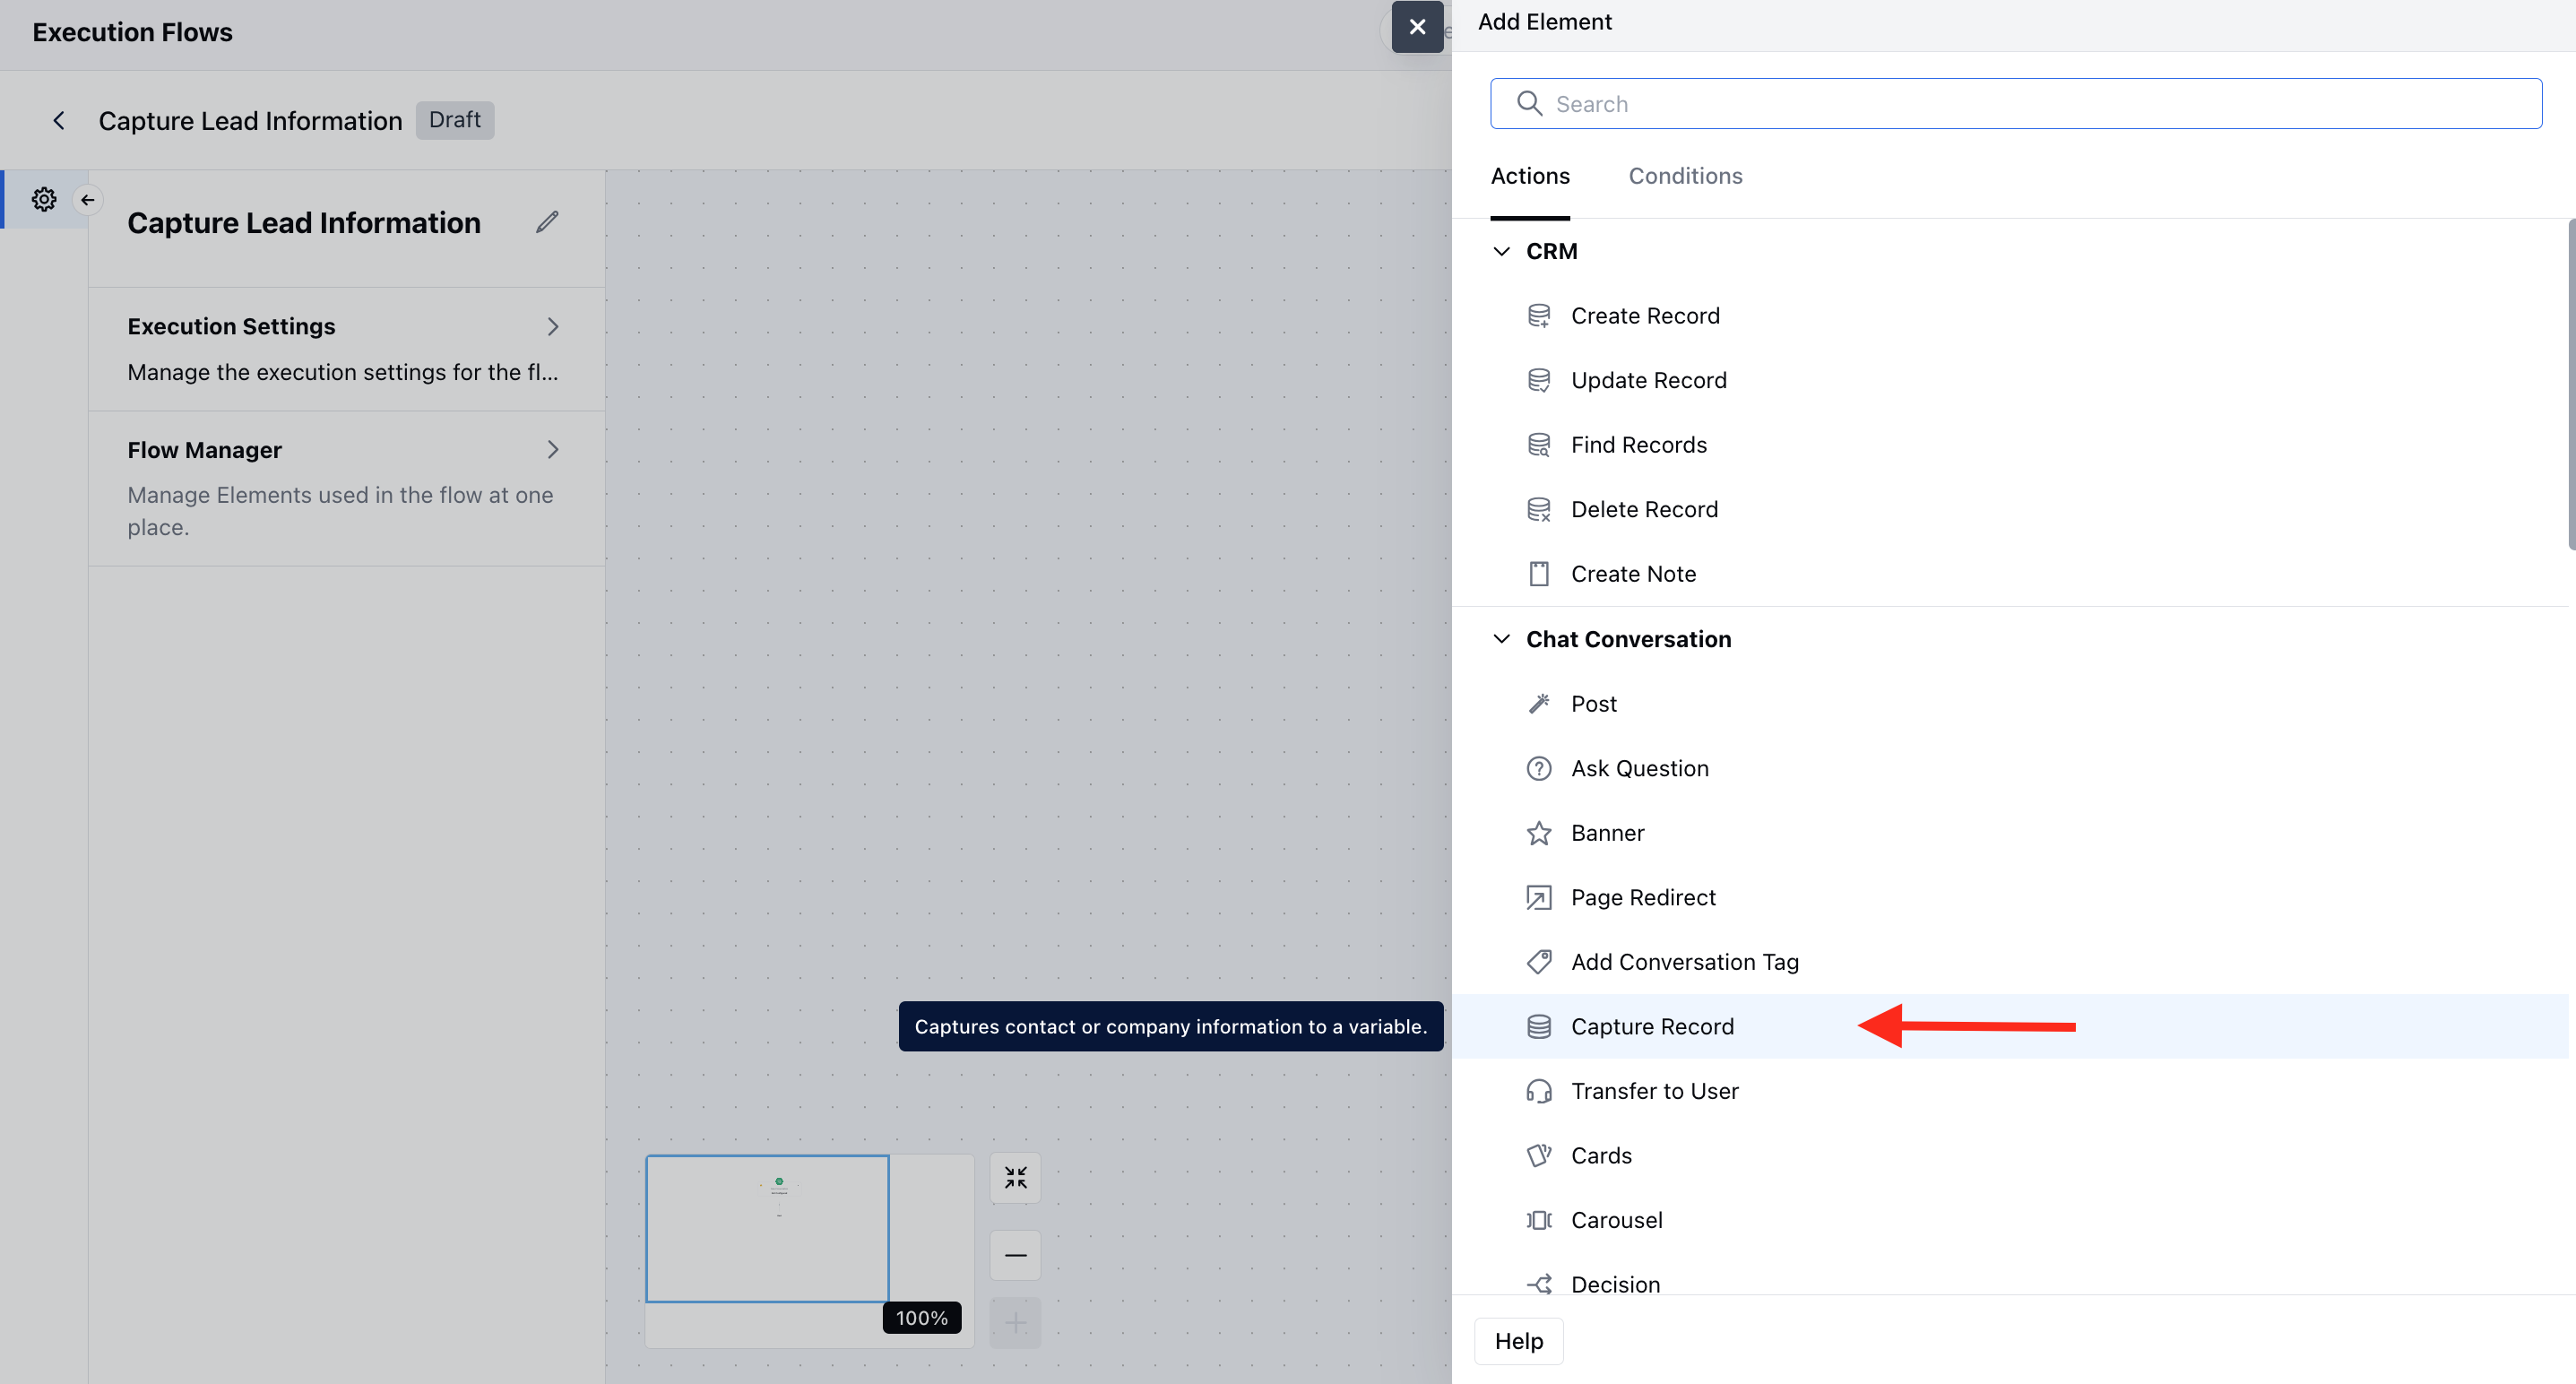 Execution Flows
Capture Lead Information
Draft
Capture Lead Information
Execution Settings
Manage the execution settings for the fl...
Flow Manager
Manage Elements used in the flow at one
place.
Captures contact or company information to a variable.
100%
Add Element
Search
Actions
Conditions
CRM
Create Record
Update Record
Find Records
Delete Record
Create Note
Chat Conversation
Post
Ask Question
Banner
Page Redirect
Add Conversation Tag
Capture Record
Transfer to User
Cards
Carousel
Decision
Help